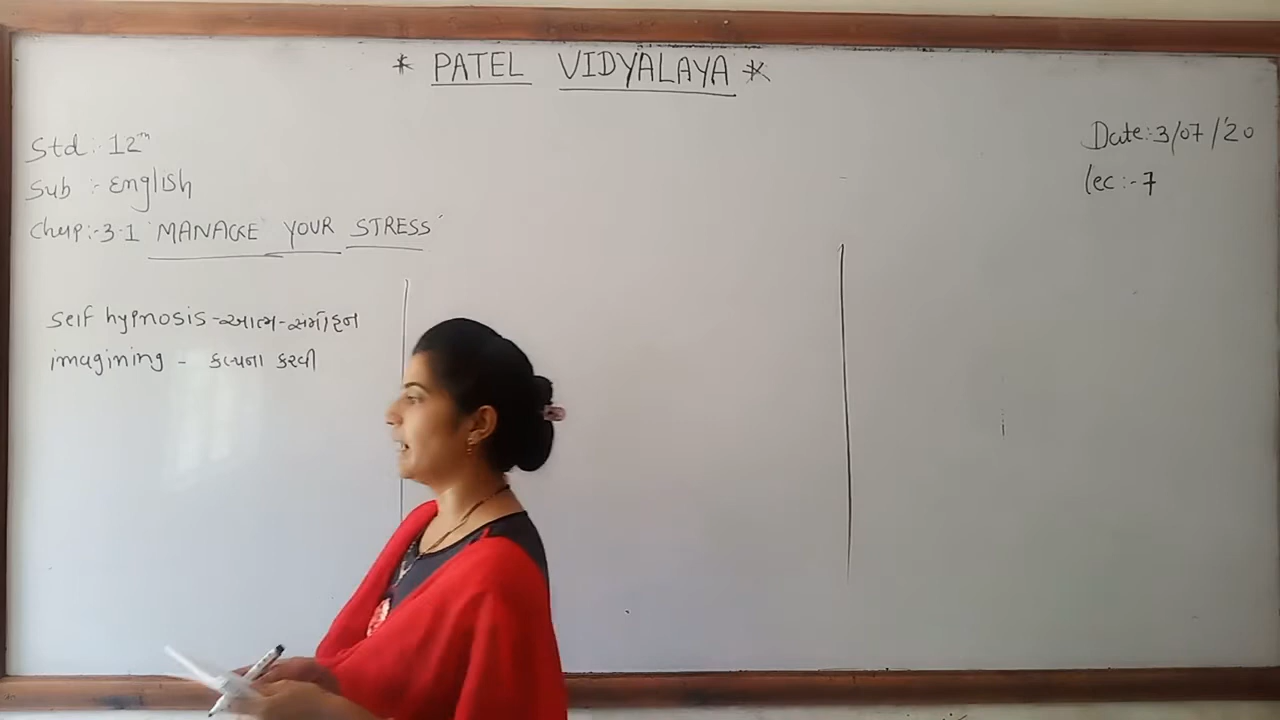 * PATEL VIDYALAYA *
Std :- 12th
Date :- 3/07/'20
Sub :- English
lec :- 7
Chap :- 3.1 'MANAGE YOUR STRESS'
self hypnosis - આત્મ-સંમોહન
imagining - કલ્પના કરવી